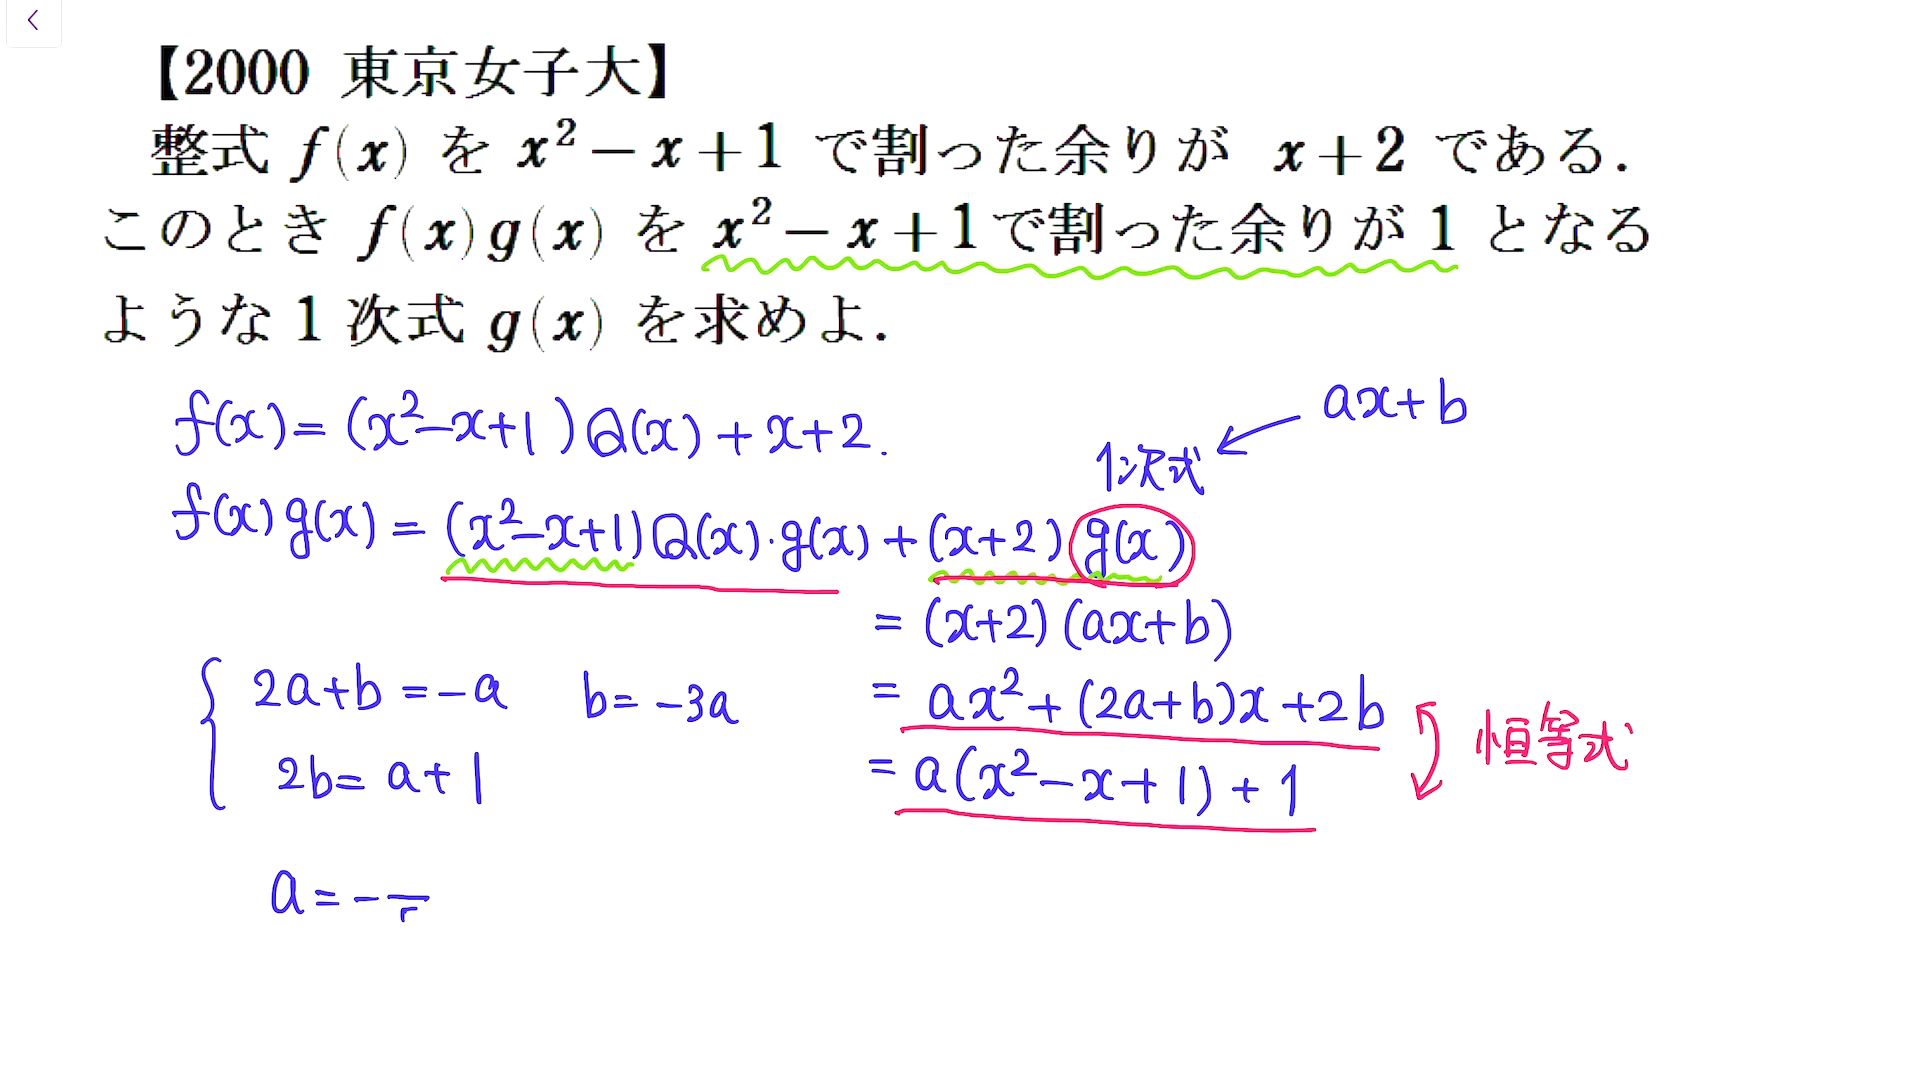 【2000 東京女子大】
整式 f(x) を x² − x + 1 で割った余りが x + 2 である.
このとき f(x)g(x) を x² − x + 1で割った余りが 1 となる
ような 1 次式 g(x) を求めよ.
f(x) = (x²−x+1)Q(x) + x+2.
ax+b
1次式
f(x)g(x) = (x²−x+1)Q(x)·g(x) + (x+2)g(x)
= (x+2)(ax+b)
= ax² + (2a+b)x + 2b
= a(x²−x+1) + 1
恒等式
2a+b = −a b = −3a
2b = a+1
a = −